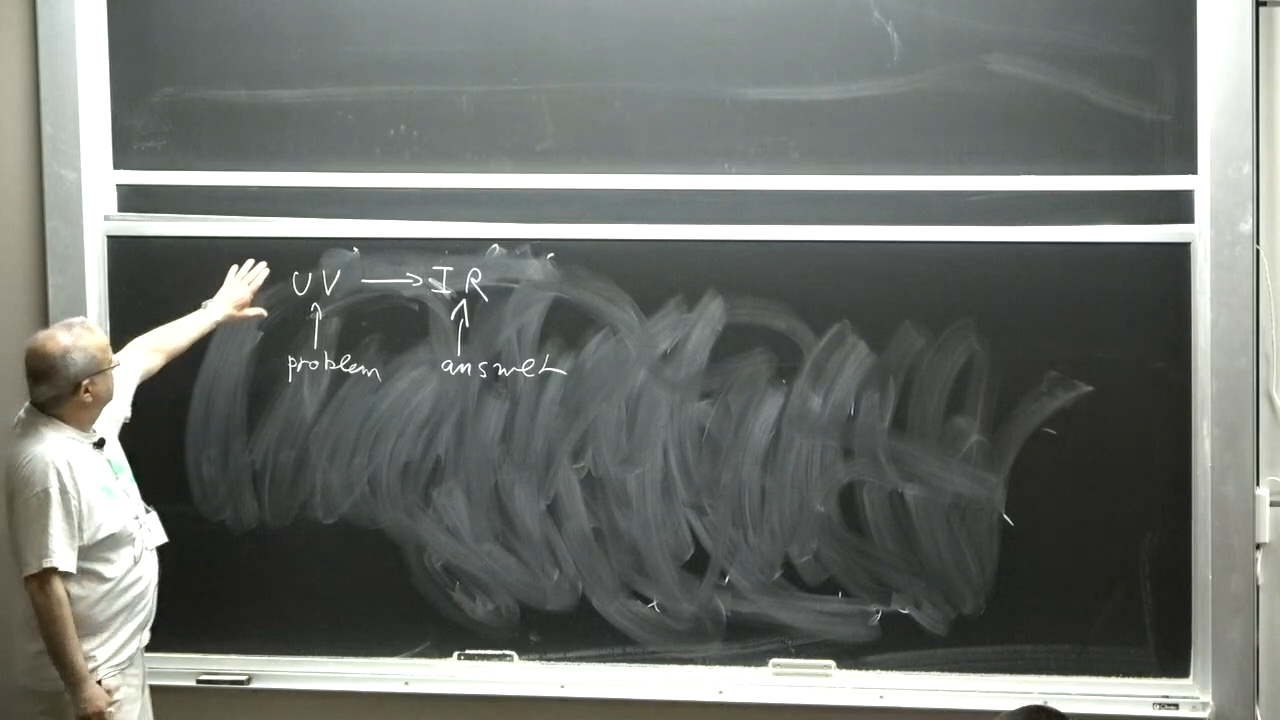 UV → IR
↑ ↑
problem answer